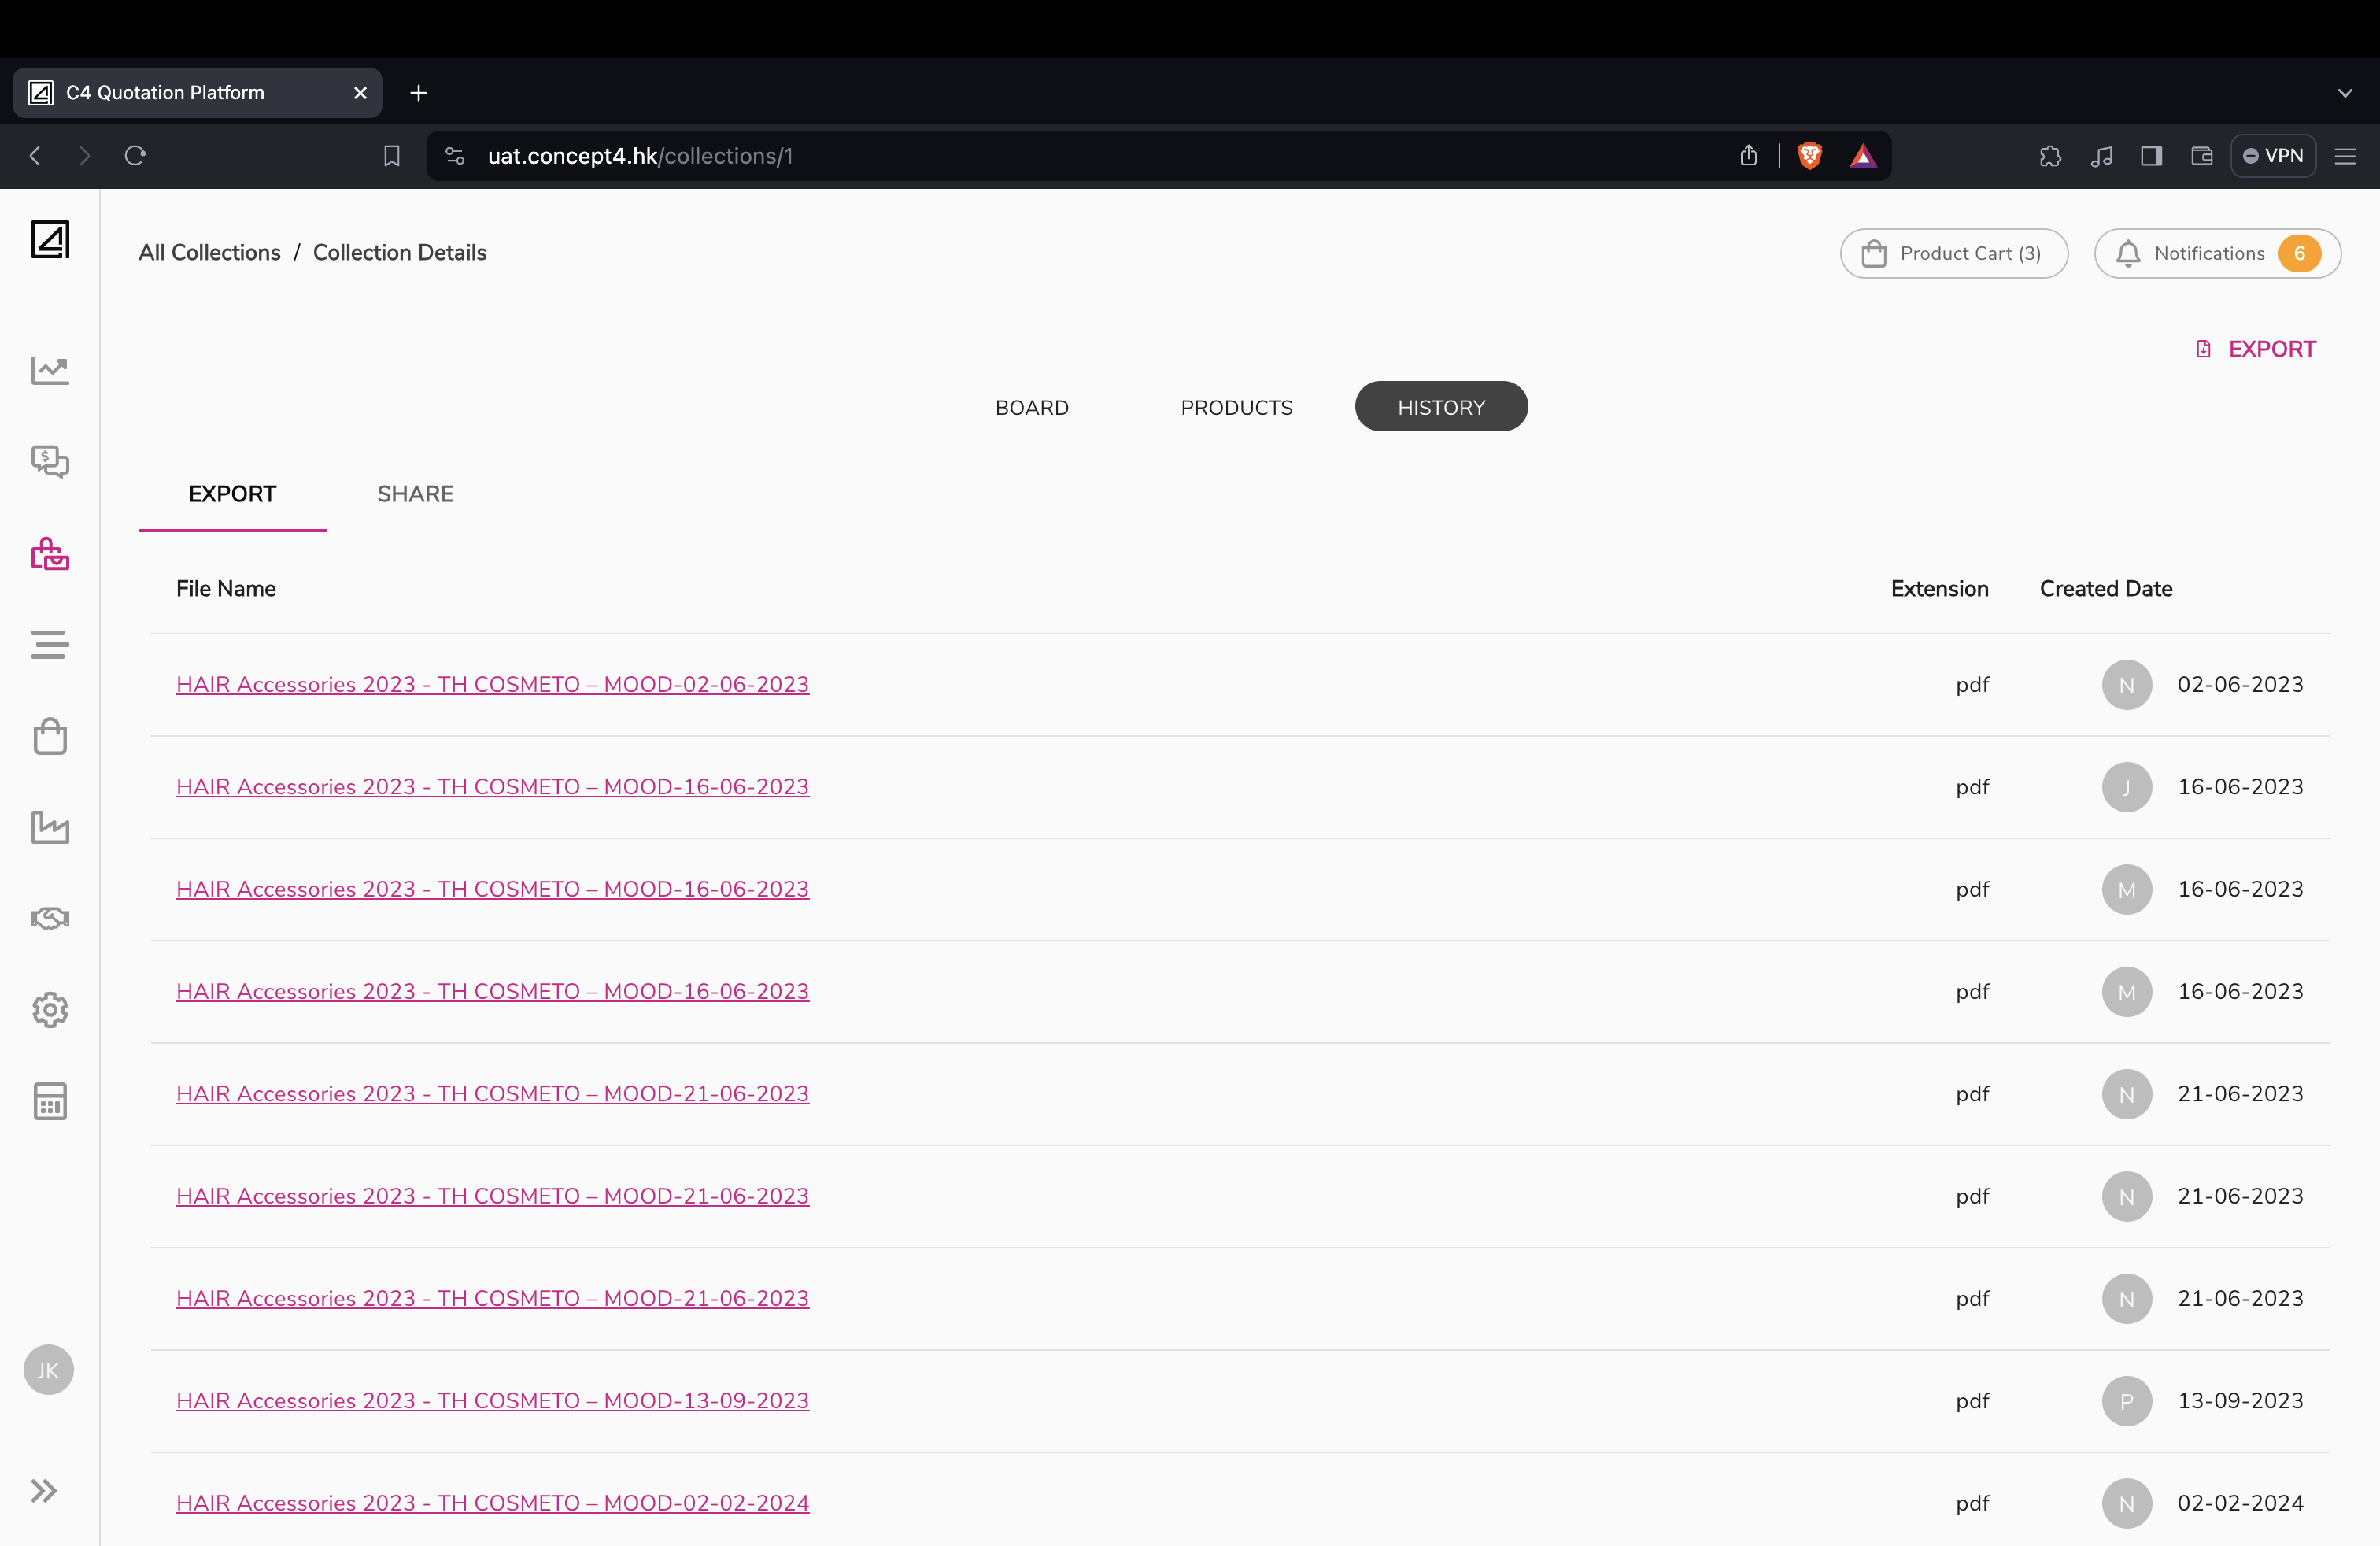 C4 Quotation Platform
uat.concept4.hk/collections/1
VPN
All Collections / Collection Details
Product Cart (3)
Notifications 6
EXPORT
BOARD PRODUCTS HISTORY
EXPORT SHARE
File Name Extension Created Date
HAIR Accessories 2023 - TH COSMETO – MOOD-02-06-2023 pdf N 02-06-2023
HAIR Accessories 2023 - TH COSMETO – MOOD-16-06-2023 pdf J 16-06-2023
HAIR Accessories 2023 - TH COSMETO – MOOD-16-06-2023 pdf M 16-06-2023
HAIR Accessories 2023 - TH COSMETO – MOOD-16-06-2023 pdf M 16-06-2023
HAIR Accessories 2023 - TH COSMETO – MOOD-21-06-2023 pdf N 21-06-2023
HAIR Accessories 2023 - TH COSMETO – MOOD-21-06-2023 pdf N 21-06-2023
HAIR Accessories 2023 - TH COSMETO – MOOD-21-06-2023 pdf N 21-06-2023
HAIR Accessories 2023 - TH COSMETO – MOOD-13-09-2023 pdf P 13-09-2023
HAIR Accessories 2023 - TH COSMETO – MOOD-02-02-2024 pdf N 02-02-2024
JK